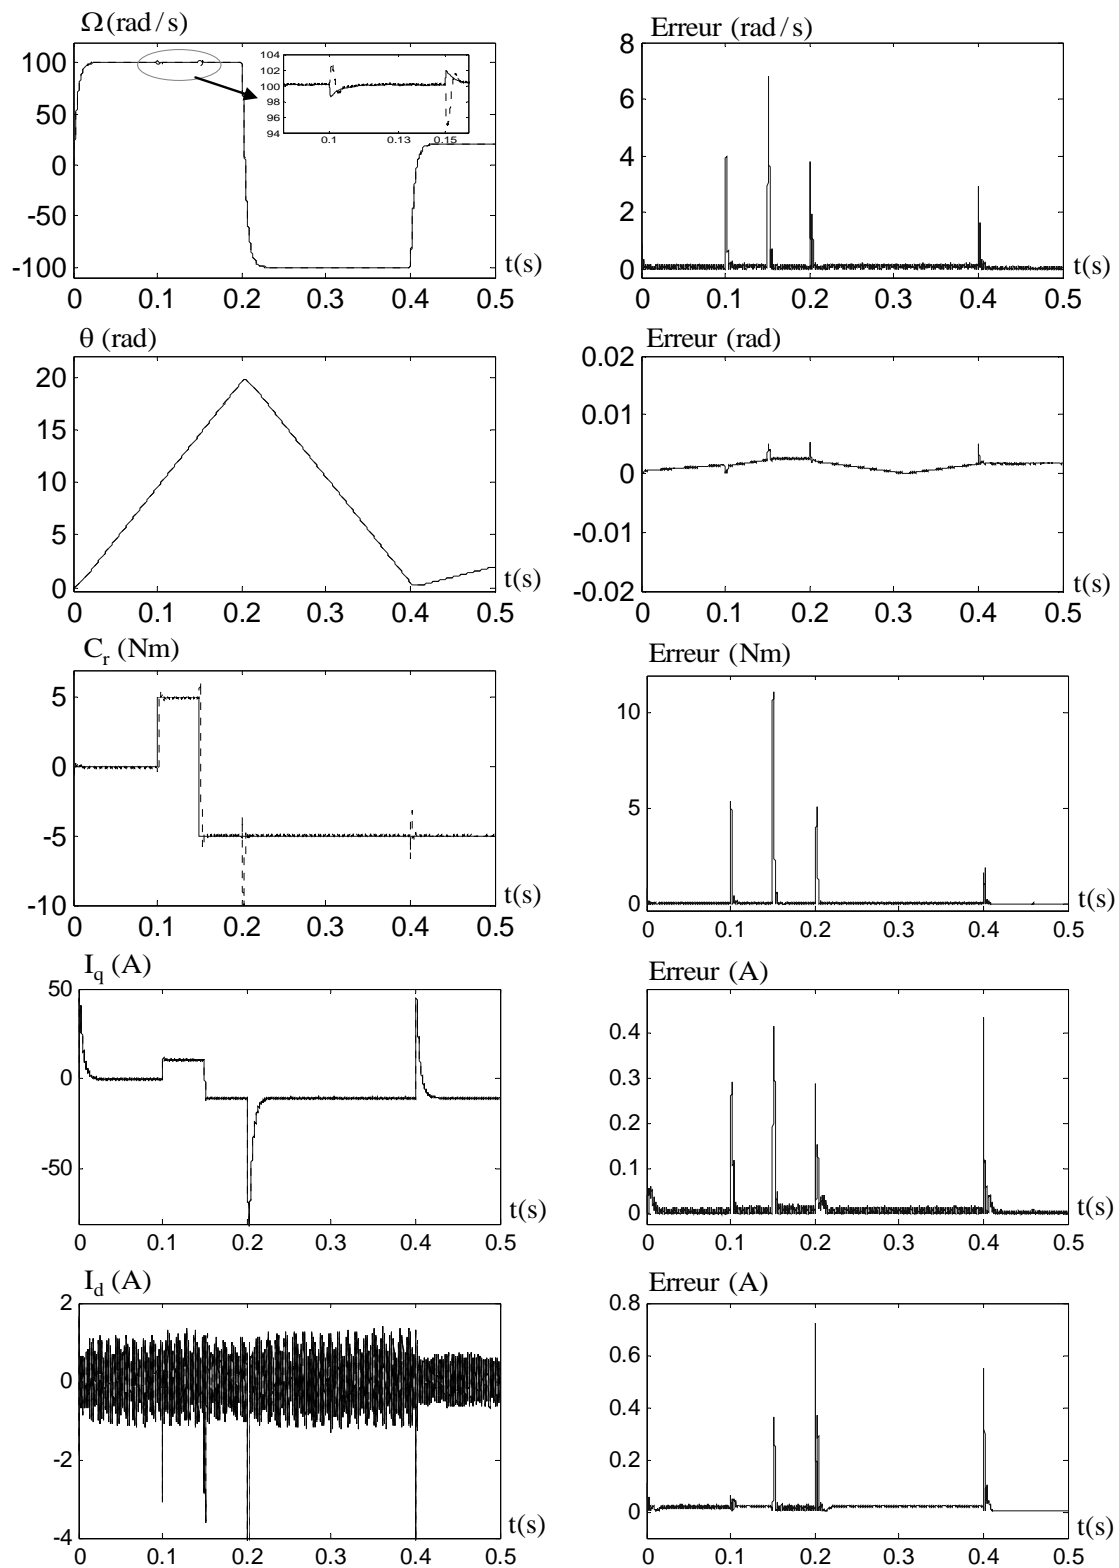 Ω (rad/s)
104
102
100
98
96
94
0.1 0.13 0.15
100
50
0
-50
-100
t(s)
0 0.1 0.2 0.3 0.4 0.5
Erreur (rad/s)
8
6
4
2
0
t(s)
0 0.1 0.2 0.3 0.4 0.5
θ (rad)
20
15
10
5
0
t(s)
0 0.1 0.2 0.3 0.4 0.5
Erreur (rad)
0.02
0.01
0
-0.01
-0.02
t(s)
0 0.1 0.2 0.3 0.4 0.5
C_r (Nm)
5
0
-5
-10
t(s)
0 0.1 0.2 0.3 0.4 0.5
Erreur (Nm)
10
5
0
t(s)
0 0.1 0.2 0.3 0.4 0.5
I_q (A)
50
0
-50
t(s)
0 0.1 0.2 0.3 0.4 0.5
Erreur (A)
0.4
0.3
0.2
0.1
0
t(s)
0 0.1 0.2 0.3 0.4 0.5
I_d (A)
2
0
-2
-4
t(s)
0 0.1 0.2 0.3 0.4 0.5
Erreur (A)
0.8
0.6
0.4
0.2
0
t(s)
0 0.1 0.2 0.3 0.4 0.5